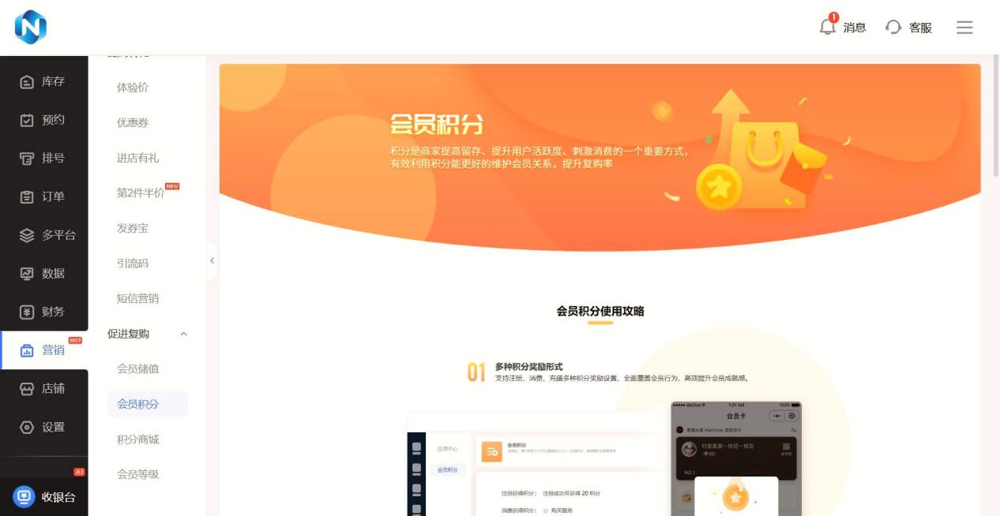 N
1
消息
客服
库存
预约
排号
订单
多平台
数据
财务
营销
HOT
店铺
设置
AI
收银台
体验价
优惠券
进店有礼
第2件半价
NEW
发券宝
引流码
短信营销
促进复购
会员储值
会员积分
积分商城
会员等级
会员积分
积分是商家提高留存、提升用户活跃度、刺激消费的一个重要方式，
有效利用积分能更好的维护会员关系，提升复购率
会员积分使用攻略
01
多种积分奖励形式
支持注册、消费、充值多种积分奖励设置，全面覆盖会员行为，高效提升会员成就感。
应用中心
会员积分
会员积分
注册获得积分： 注册成功可获得 20 积分
消费获得积分： 购买服务
WeChat
1:21 AM
100%
会员卡
村里最美一枝花一枝花
V3
NO.1